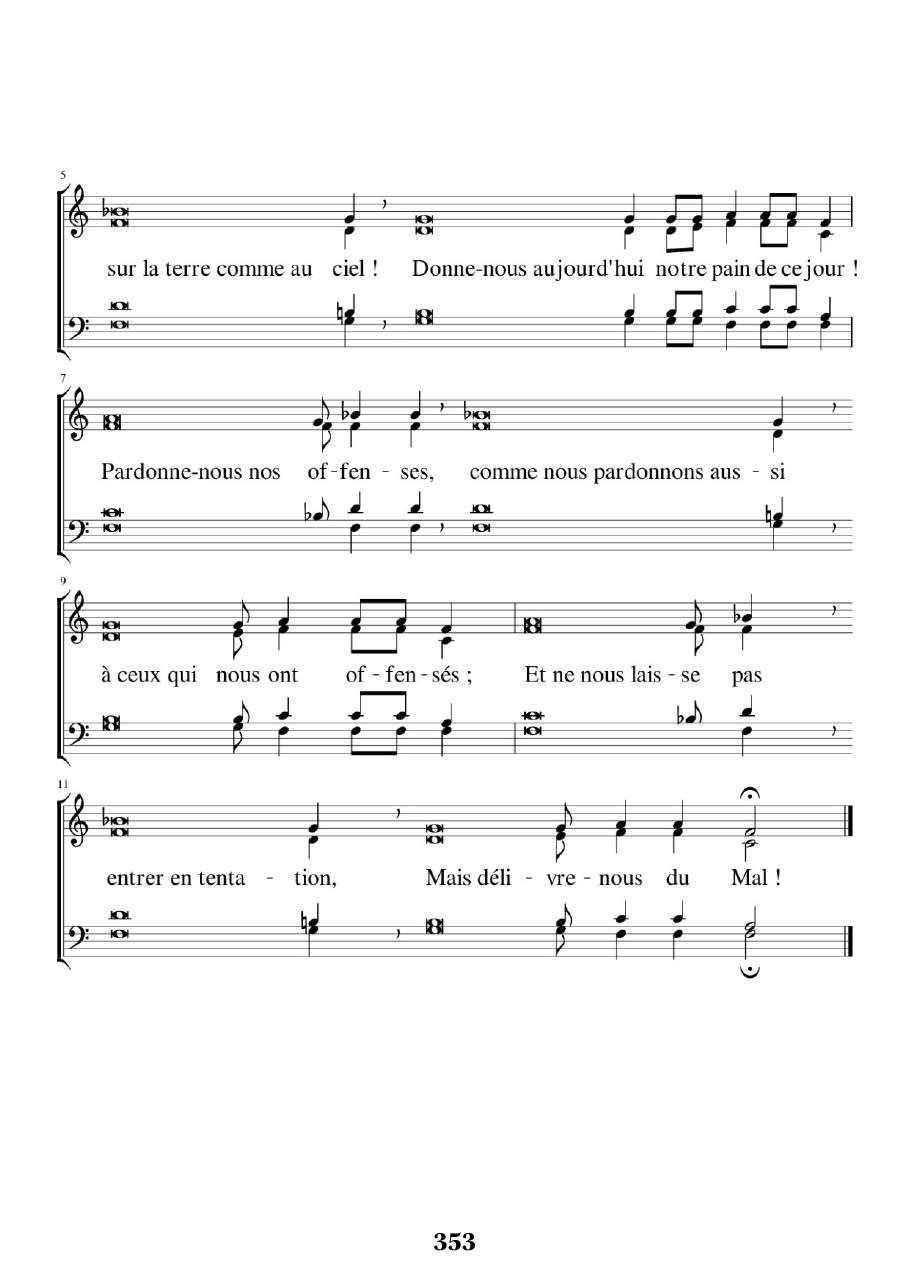 5
sur la terre comme au ciel ! Donne-nous aujourd'hui notre pain de ce jour !
7
Pardonne-nous nos of-fen - ses, comme nous pardonnons aus - si
9
à ceux qui nous ont of - fen - sés ; Et ne nous lais - se pas
11
entrer en tenta - tion, Mais déli - vre - nous du Mal !
353